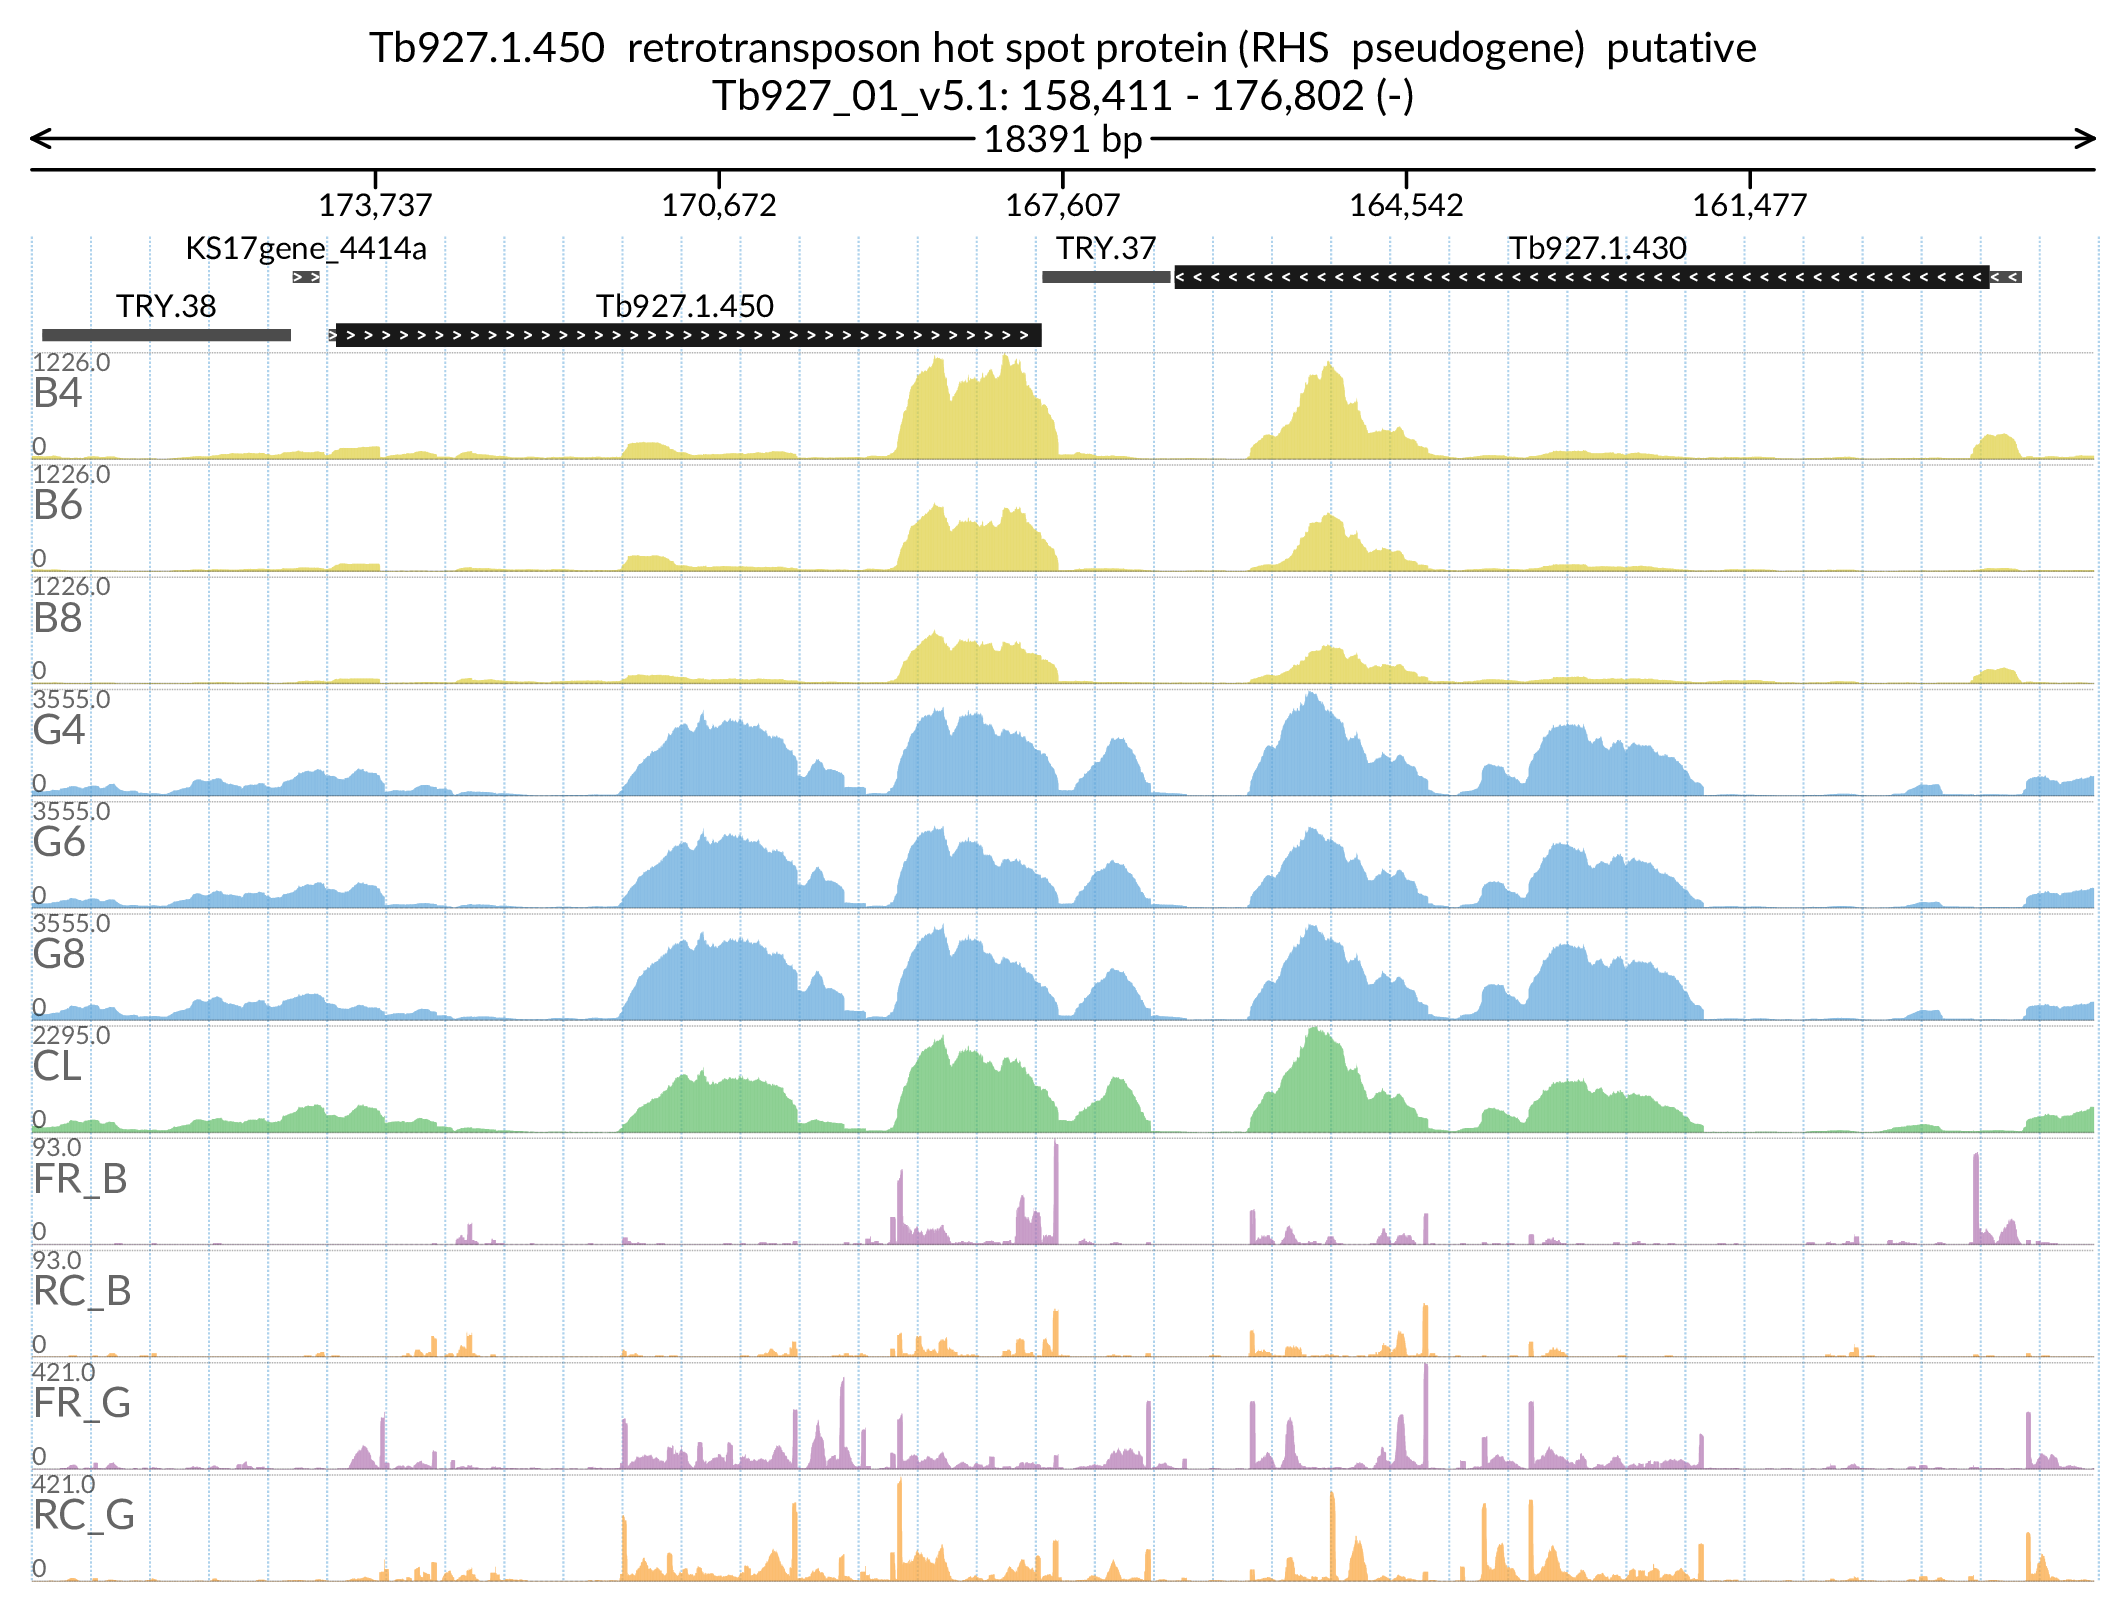 Tb927.1.450  retrotransposon hot spot protein (RHS  pseudogene)  putative
Tb927_01_v5.1: 158,411 - 176,802 (-)
18391 bp
173,737 170,672 167,607 164,542 161,477
KS17gene_4414a TRY.37 Tb927.1.430
TRY.38 Tb927.1.450
1226.0
B4
0
1226.0
B6
0
1226.0
B8
0
3555.0
G4
0
3555.0
G6
0
3555.0
G8
0
2295.0
CL
0
93.0
FR_B
0
93.0
RC_B
0
421.0
FR_G
0
421.0
RC_G
0